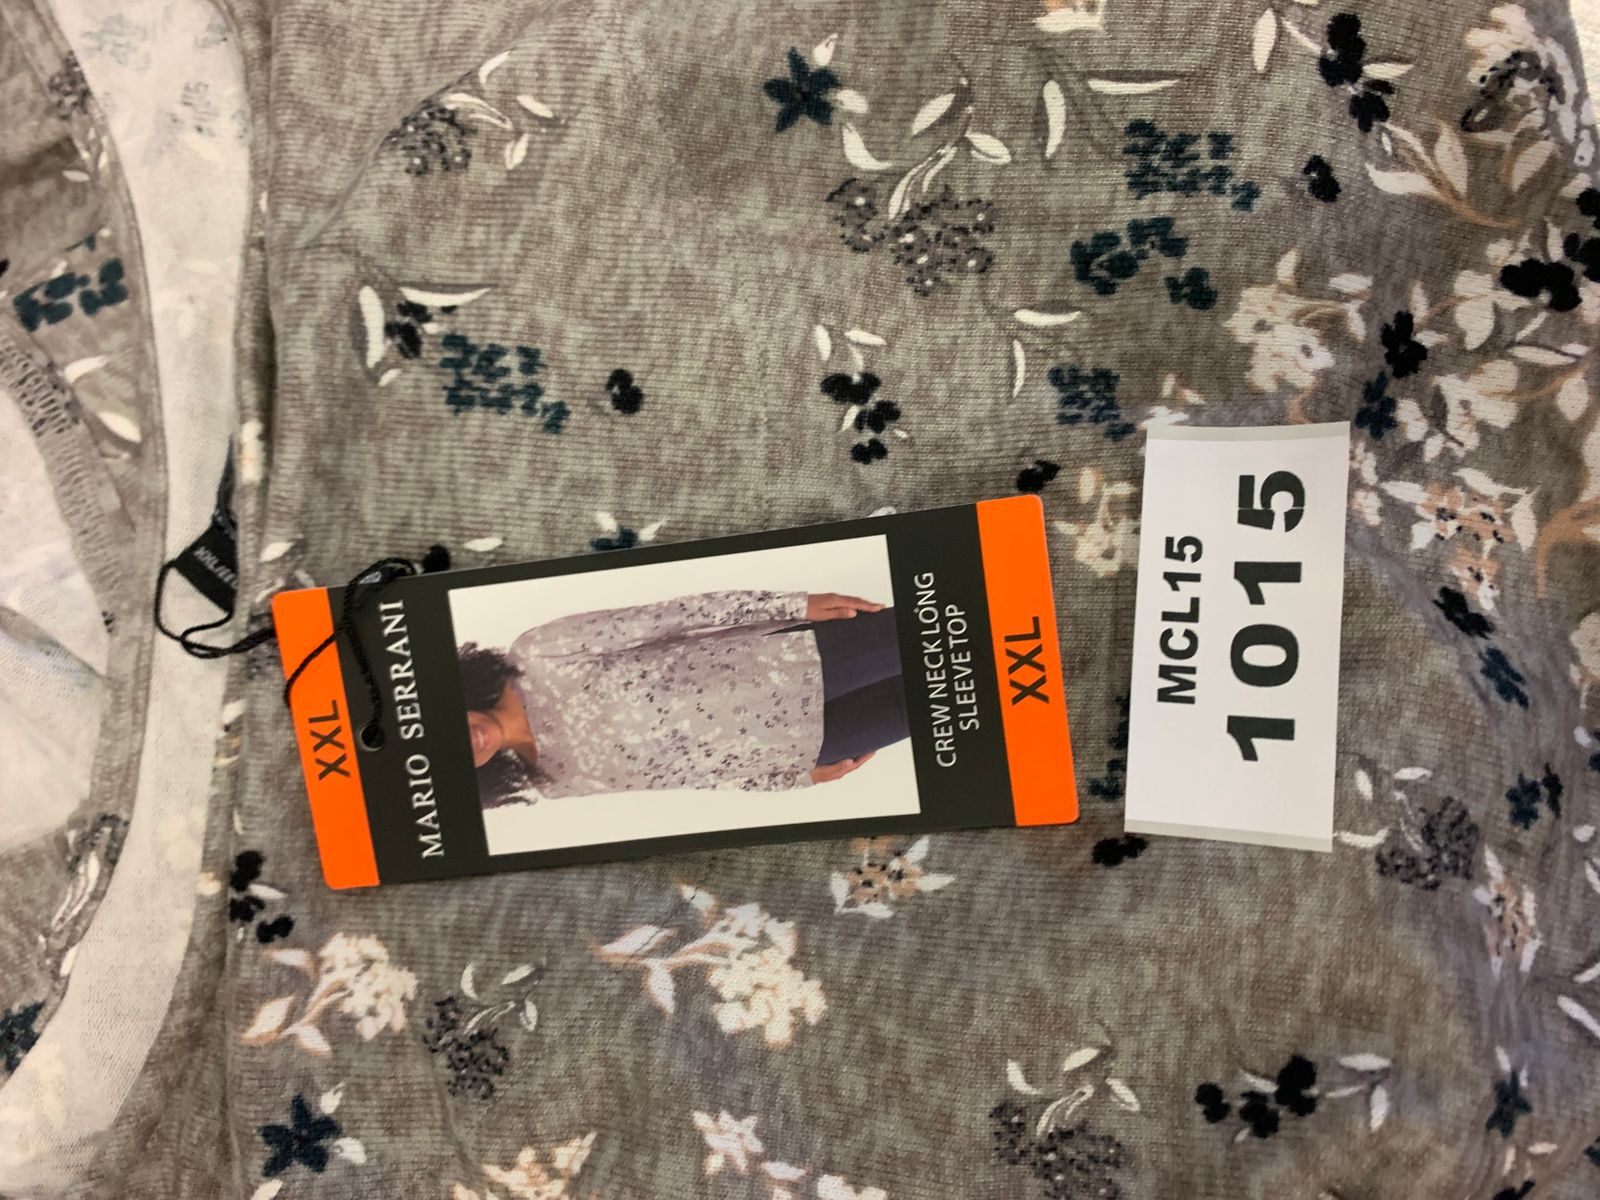 XXL
MARIO SERRANI
CREW NECK LONG
SLEEVE TOP
XXL
MCL15
1015